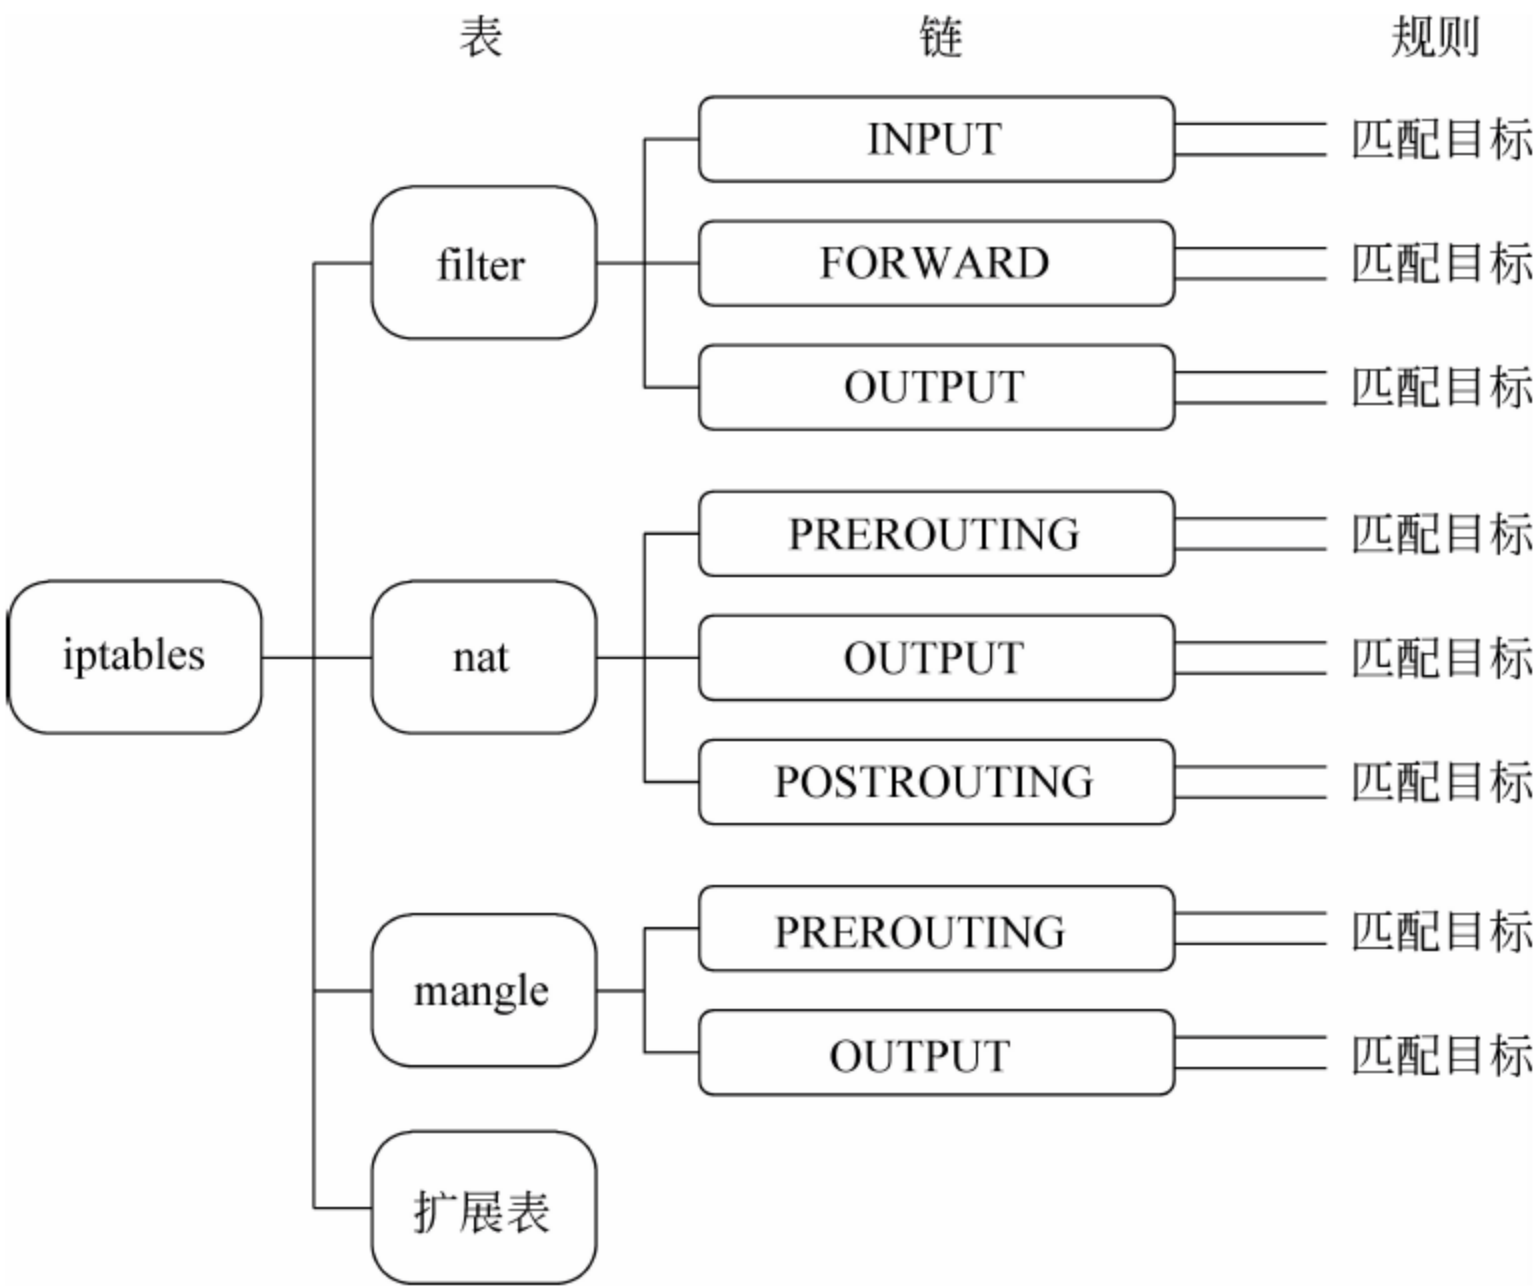 表 链 规则
INPUT 匹配目标
filter FORWARD 匹配目标
OUTPUT 匹配目标
PREROUTING 匹配目标
iptables nat OUTPUT 匹配目标
POSTROUTING 匹配目标
PREROUTING 匹配目标
mangle
OUTPUT 匹配目标
扩展表